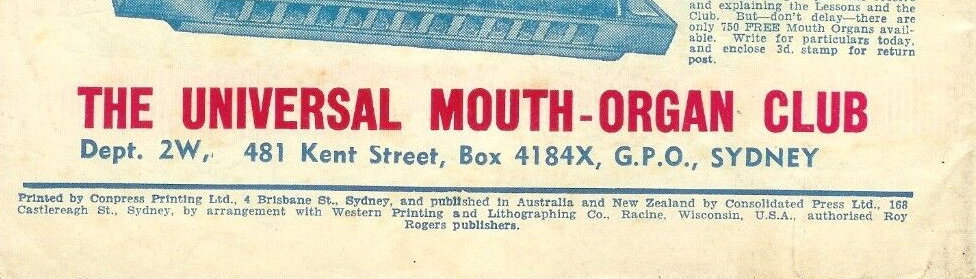 and explaining the Lessons and the
Club. But—don't delay—there are
only 750 FREE Mouth Organs avail-
able. Write for particulars today,
and enclose 3d. stamp for return
post.
THE UNIVERSAL MOUTH-ORGAN CLUB
Dept. 2W, 481 Kent Street, Box 4184X, G.P.O., SYDNEY
Printed by Conpress Printing Ltd., 4 Brisbane St., Sydney, and published in Australia and New Zealand by Consolidated Press Ltd., 168
Castlereagh St., Sydney, by arrangement with Western Printing and Lithographing Co., Racine, Wisconsin, U.S.A., authorised Roy
Rogers publishers.